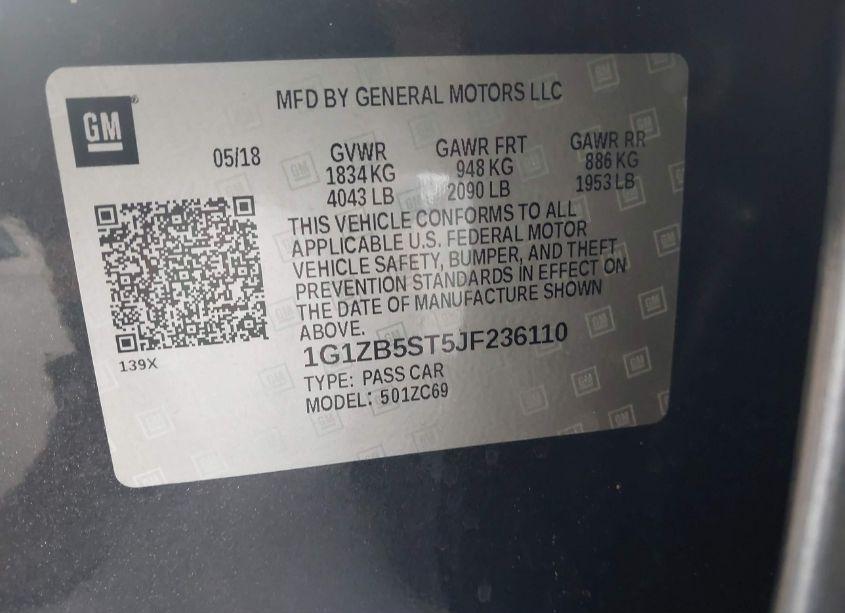 MFD BY GENERAL MOTORS LLC
GM
05/18 GVWR GAWR FRT GAWR RR
1834 KG 948 KG 886 KG
4043 LB 2090 LB 1953 LB
THIS VEHICLE CONFORMS TO ALL
APPLICABLE U.S. FEDERAL MOTOR
VEHICLE SAFETY, BUMPER, AND THEFT
PREVENTION STANDARDS IN EFFECT ON
THE DATE OF MANUFACTURE SHOWN
ABOVE.
1G1ZB5ST5JF236110
139X
TYPE: PASS CAR
MODEL: 501ZC69